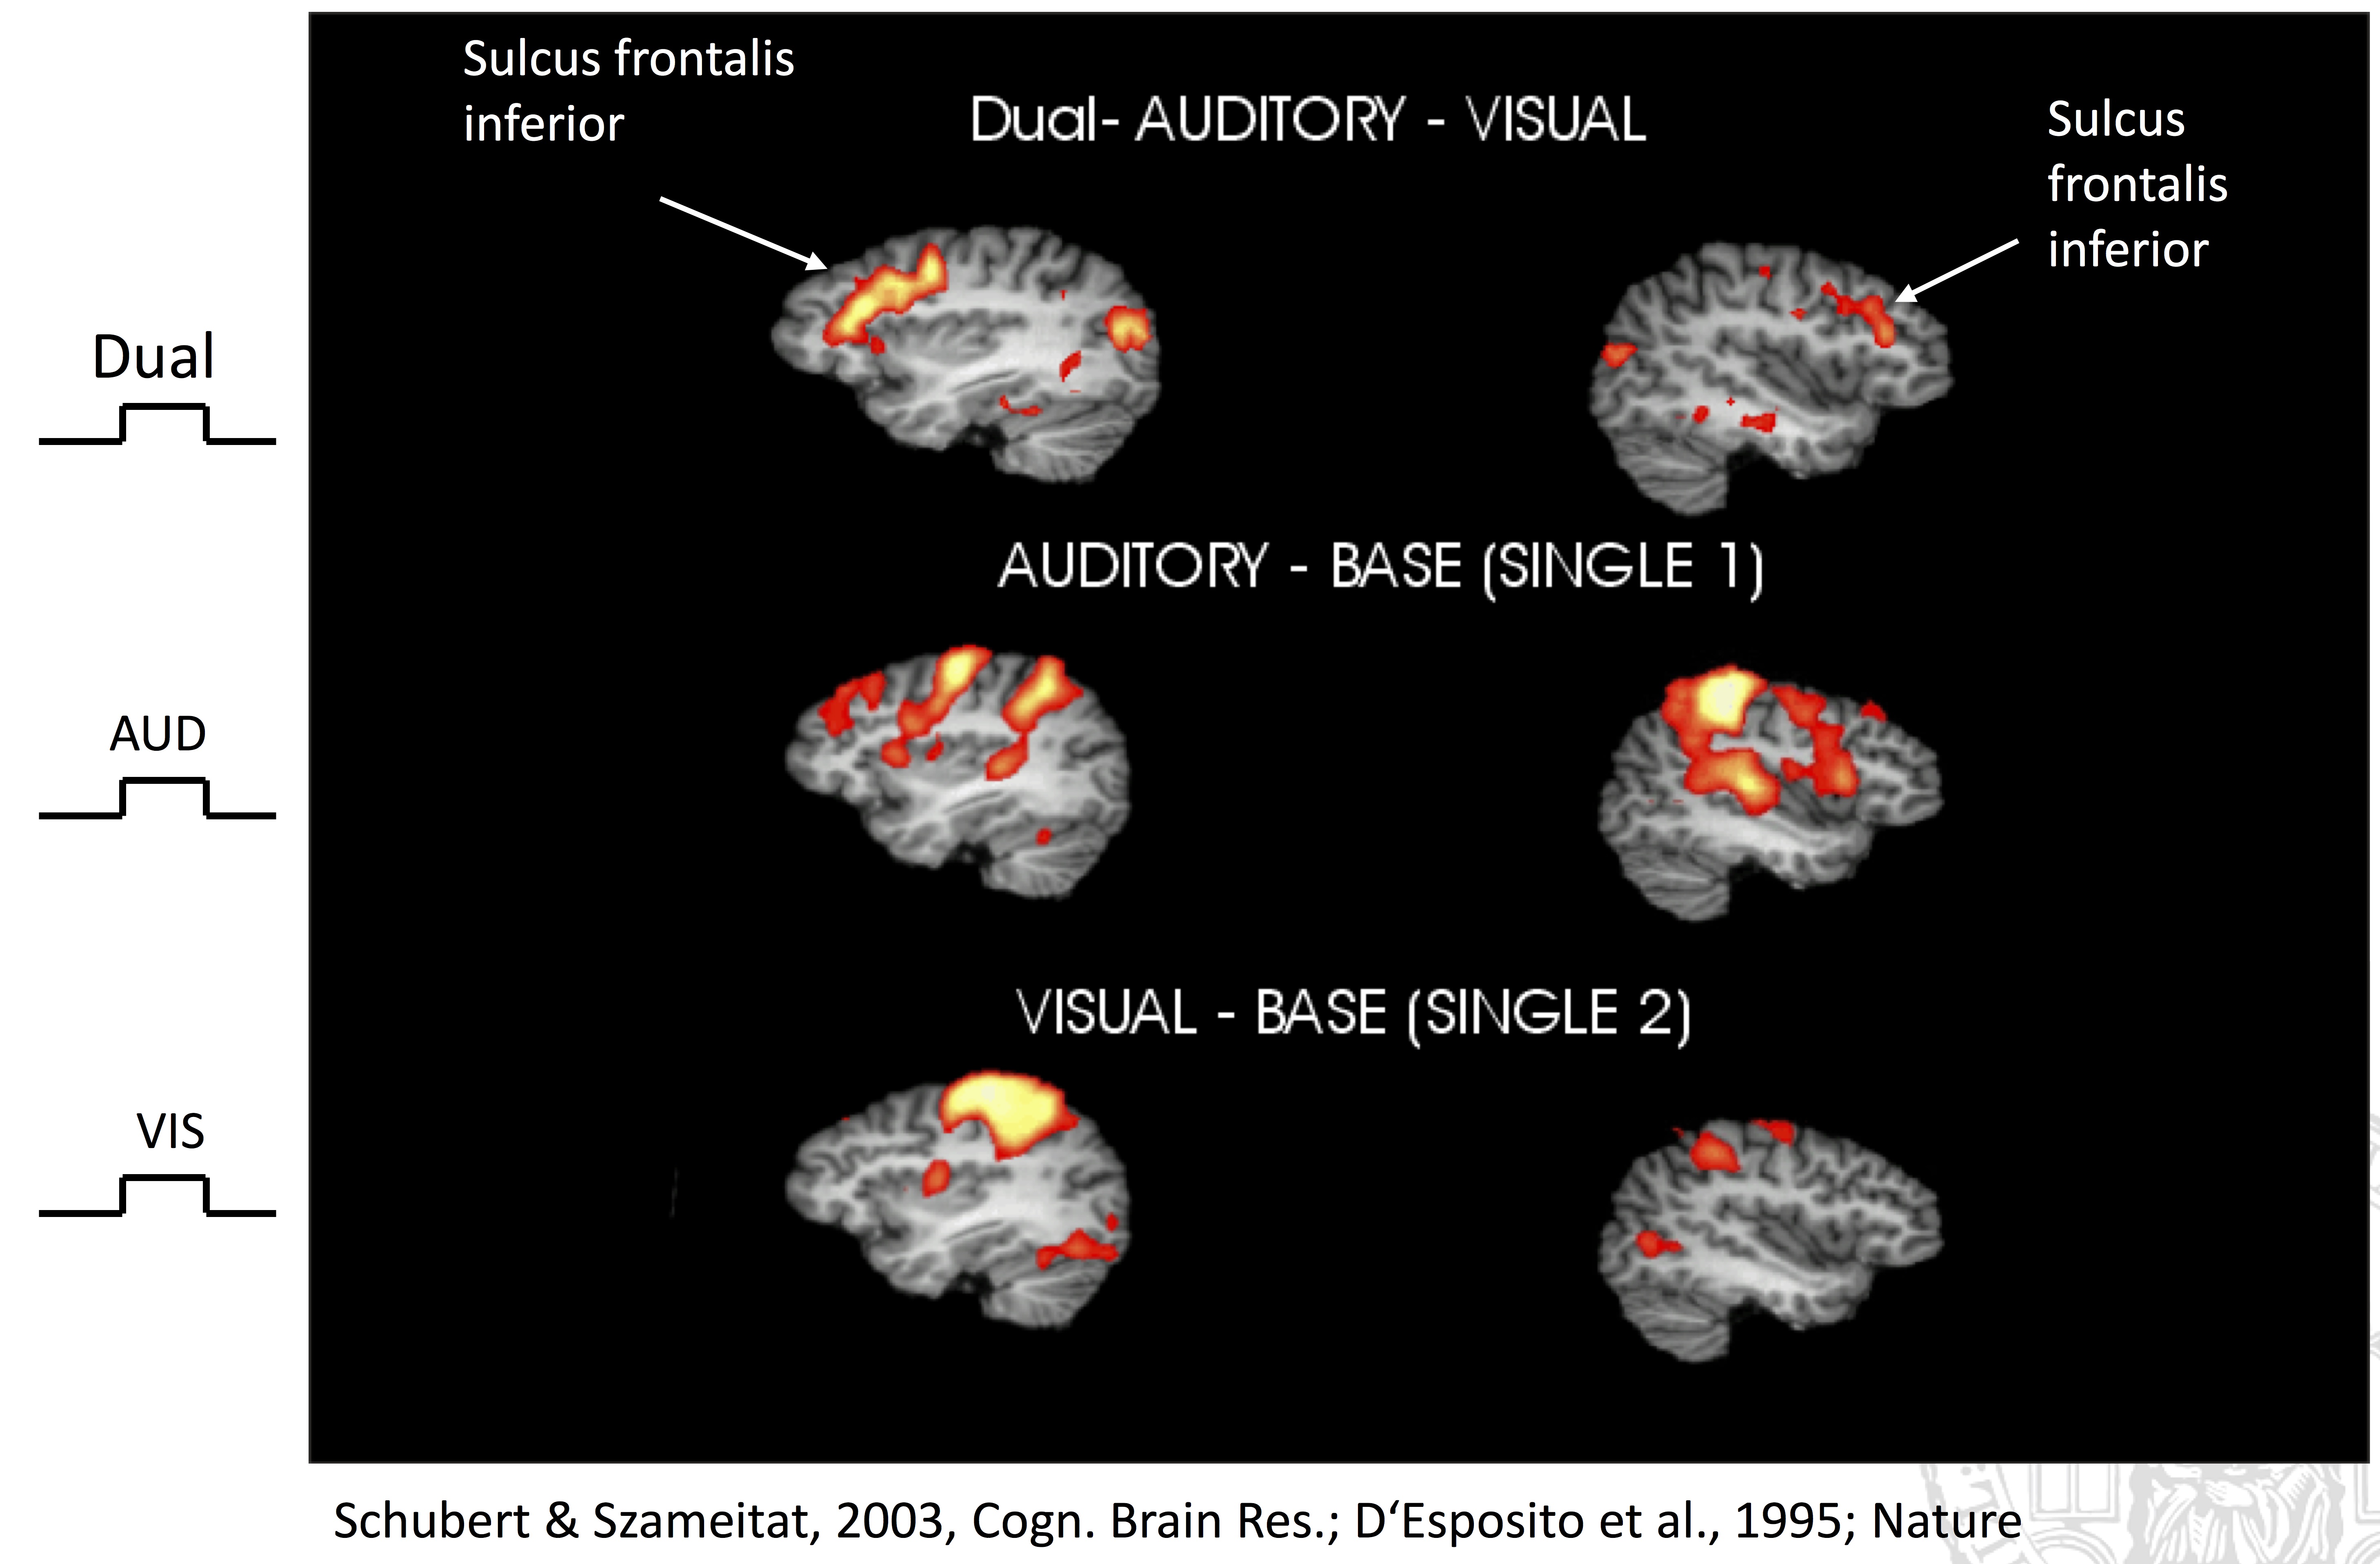 Sulcus frontalis
inferior
Dual- AUDITORY - VISUAL
Sulcus
frontalis
inferior
Dual
AUDITORY - BASE (SINGLE 1)
AUD
VISUAL - BASE (SINGLE 2)
VIS
Schubert & Szameitat, 2003, Cogn. Brain Res.; D‘Esposito et al., 1995; Nature